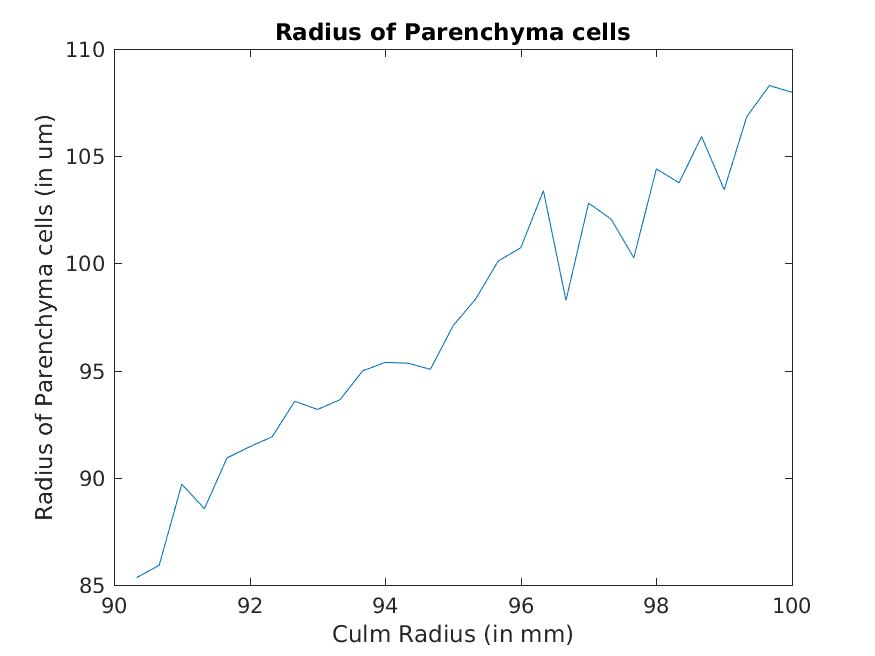 Radius of Parenchyma cells
110
105
100
95
90
85
Radius of Parenchyma cells (in um)
90 92 94 96 98 100
Culm Radius (in mm)